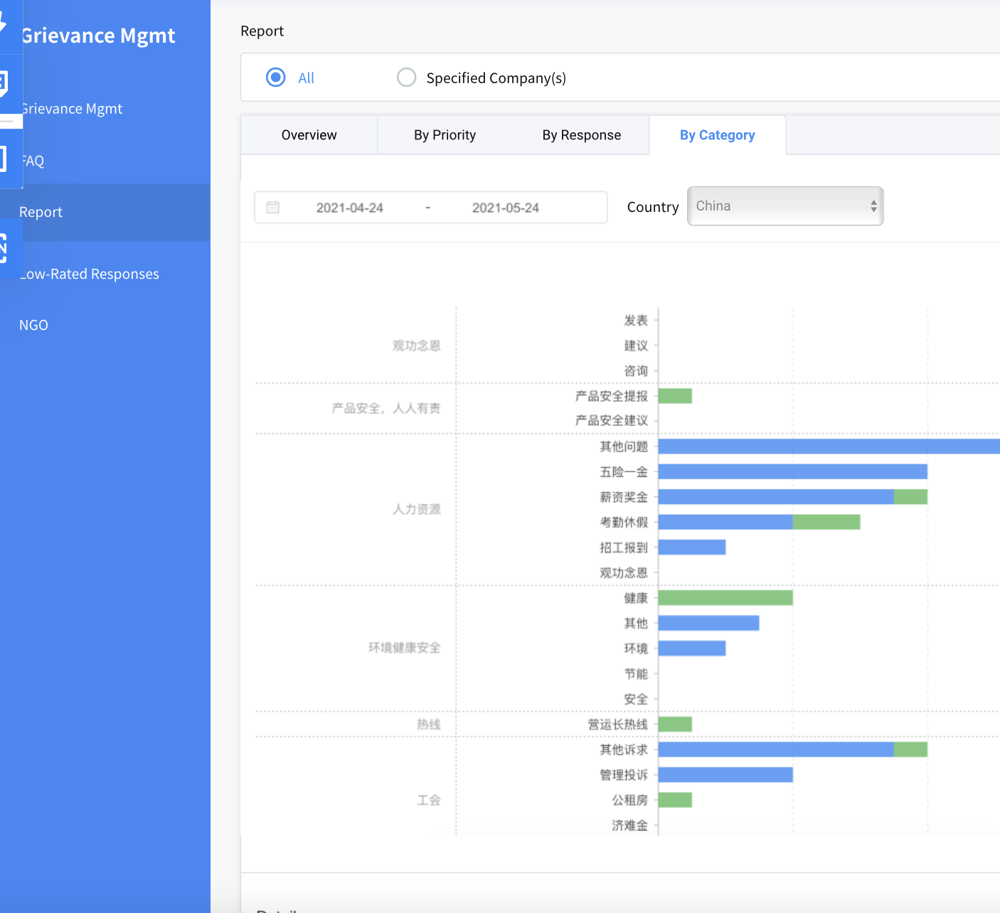 Grievance Mgmt
Grievance Mgmt
FAQ
Report
Low-Rated Responses
NGO
Report
All
Specified Company(s)
Overview
By Priority
By Response
By Category
2021-04-24 - 2021-05-24
Country
China
观功念恩
发表
建议
咨询
产品安全，人人有责
产品安全提报
产品安全建议
人力资源
其他问题
五险一金
薪资奖金
考勤休假
招工报到
观功念恩
环境健康安全
健康
其他
环境
节能
安全
热线
营运长热线
工会
其他诉求
管理投诉
公租房
济难金